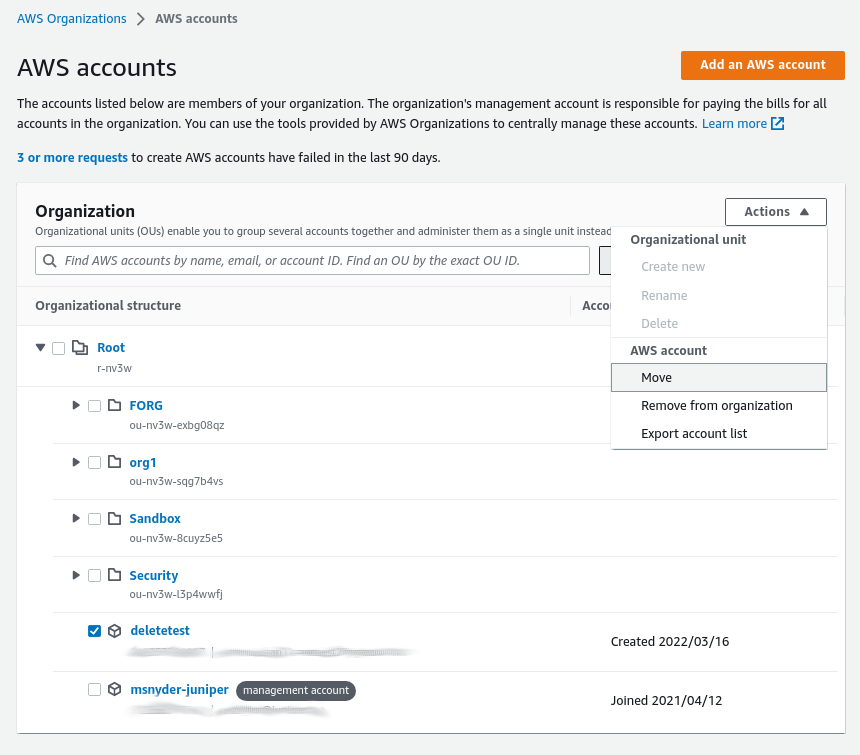 AWS Organizations > AWS accounts
AWS accounts
Add an AWS account
The accounts listed below are members of your organization. The organization's management account is responsible for paying the bills for all
accounts in the organization. You can use the tools provided by AWS Organizations to centrally manage these accounts. Learn more
3 or more requests to create AWS accounts have failed in the last 90 days.
Organization
Actions
Organizational units (OUs) enable you to group several accounts together and administer them as a single unit instead
Find AWS accounts by name, email, or account ID. Find an OU by the exact OU ID.
Organizational unit
Create new
Rename
Delete
AWS account
Move
Remove from organization
Export account list
Organizational structure
Root
r-nv3w
FORG
ou-nv3w-exbg08qz
org1
ou-nv3w-sqg7b4vs
Sandbox
ou-nv3w-8cuyz5e5
Security
ou-nv3w-l3p4wwfj
deletetest
Created 2022/03/16
msnyder-juniper management account
Joined 2021/04/12